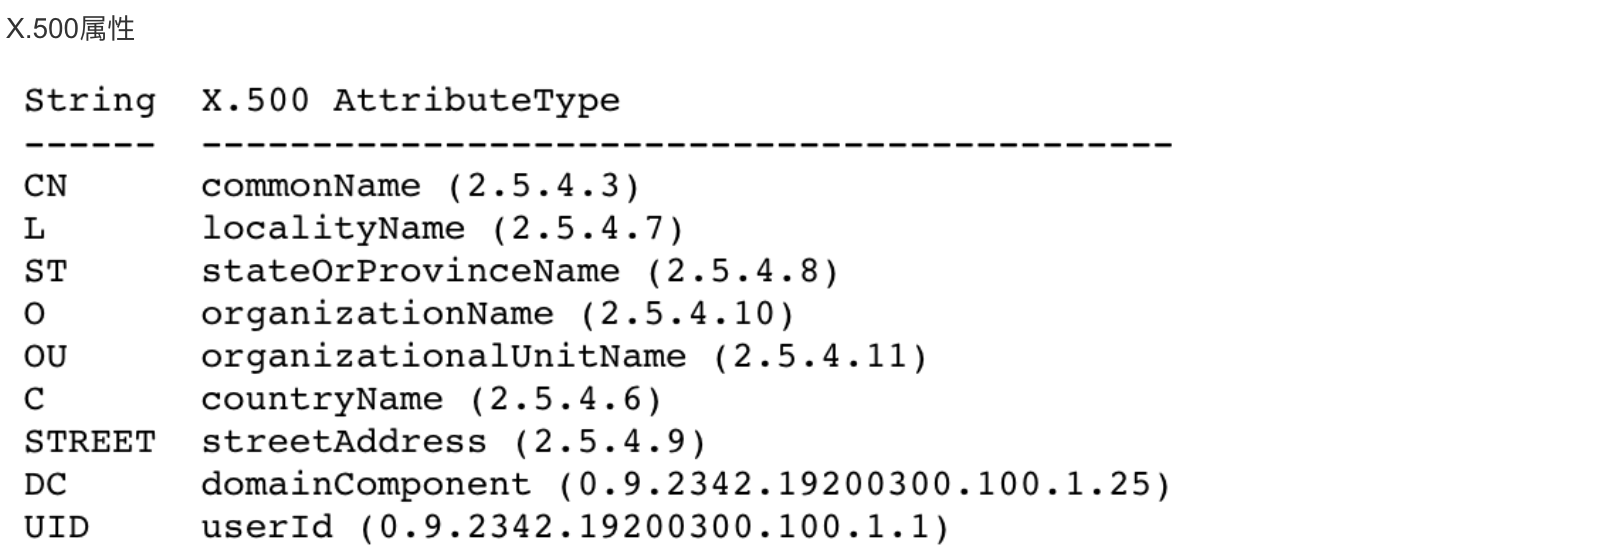 X.500属性
String  X.500 AttributeType
------  --------------------------------------------
CN      commonName (2.5.4.3)
L       localityName (2.5.4.7)
ST      stateOrProvinceName (2.5.4.8)
O       organizationName (2.5.4.10)
OU      organizationalUnitName (2.5.4.11)
C       countryName (2.5.4.6)
STREET  streetAddress (2.5.4.9)
DC      domainComponent (0.9.2342.19200300.100.1.25)
UID     userId (0.9.2342.19200300.100.1.1)